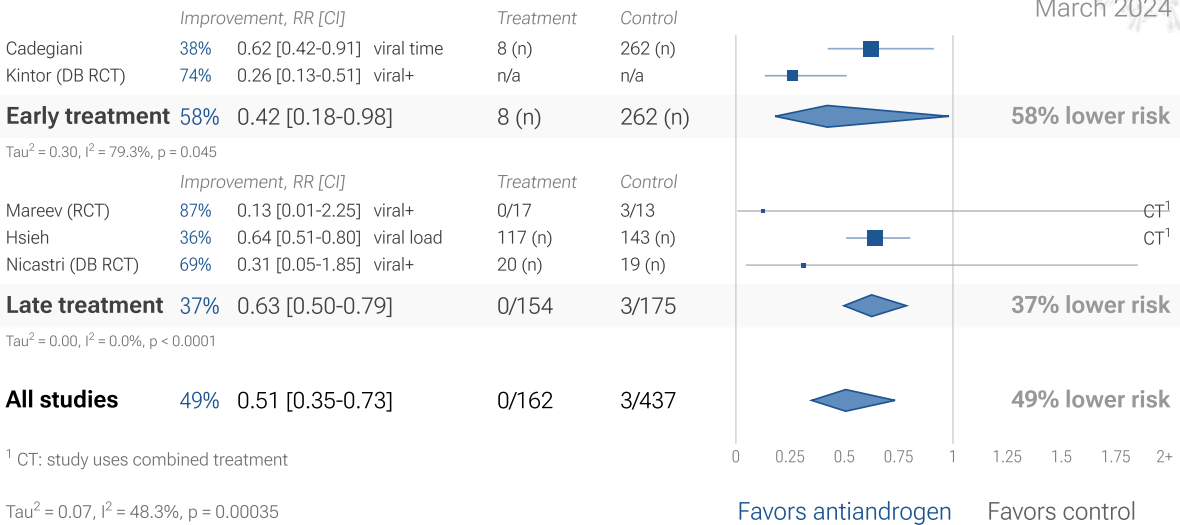 March 2024
Improvement, RR [CI] Treatment Control
Cadegiani 38% 0.62 [0.42-0.91] viral time 8 (n) 262 (n)
Kintor (DB RCT) 74% 0.26 [0.13-0.51] viral+ n/a n/a
Early treatment 58% 0.42 [0.18-0.98] 8 (n) 262 (n) 58% lower risk
Tau² = 0.30, I² = 79.3%, p = 0.045
Improvement, RR [CI] Treatment Control
Mareev (RCT) 87% 0.13 [0.01-2.25] viral+ 0/17 3/13 CT¹
Hsieh 36% 0.64 [0.51-0.80] viral load 117 (n) 143 (n) CT¹
Nicastri (DB RCT) 69% 0.31 [0.05-1.85] viral+ 20 (n) 19 (n)
Late treatment 37% 0.63 [0.50-0.79] 0/154 3/175 37% lower risk
Tau² = 0.00, I² = 0.0%, p < 0.0001
All studies 49% 0.51 [0.35-0.73] 0/162 3/437 49% lower risk
¹ CT: study uses combined treatment
0 0.25 0.5 0.75 1 1.25 1.5 1.75 2+
Tau² = 0.07, I² = 48.3%, p = 0.00035
Favors antiandrogen Favors control